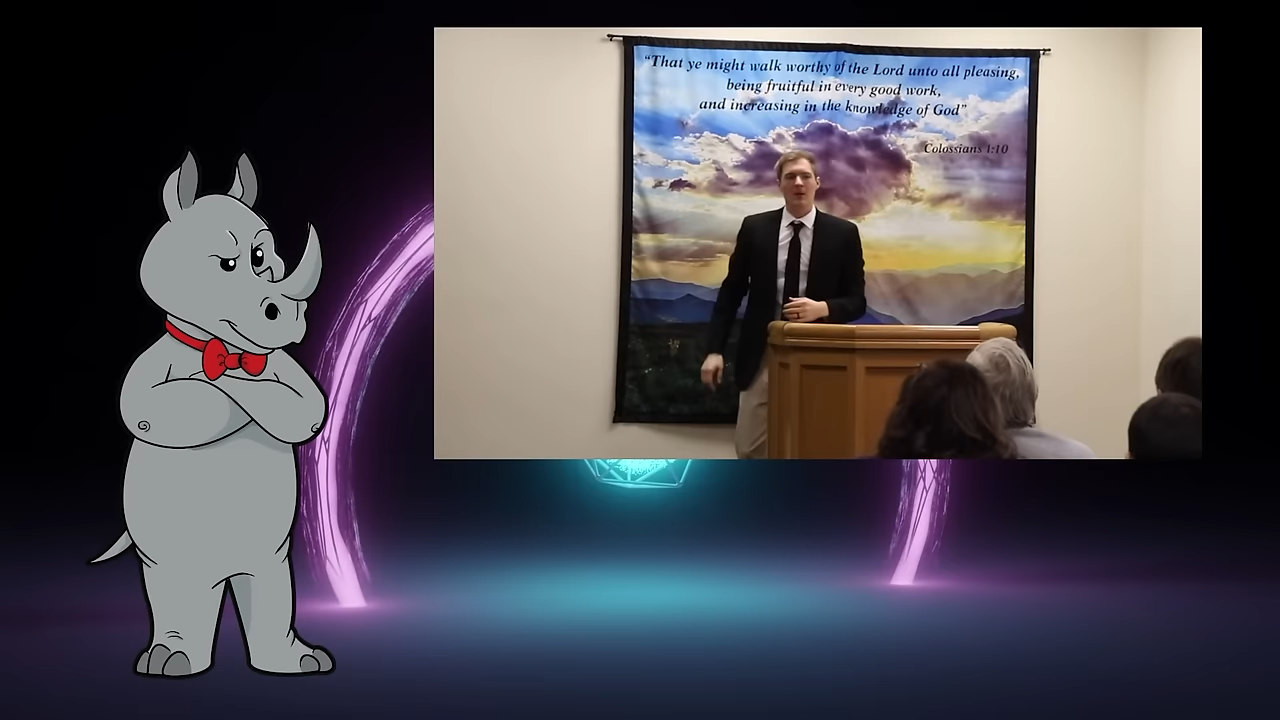 “That ye might walk worthy of the Lord unto all pleasing,
being fruitful in every good work,
and increasing in the knowledge of God”
Colossians 1:10